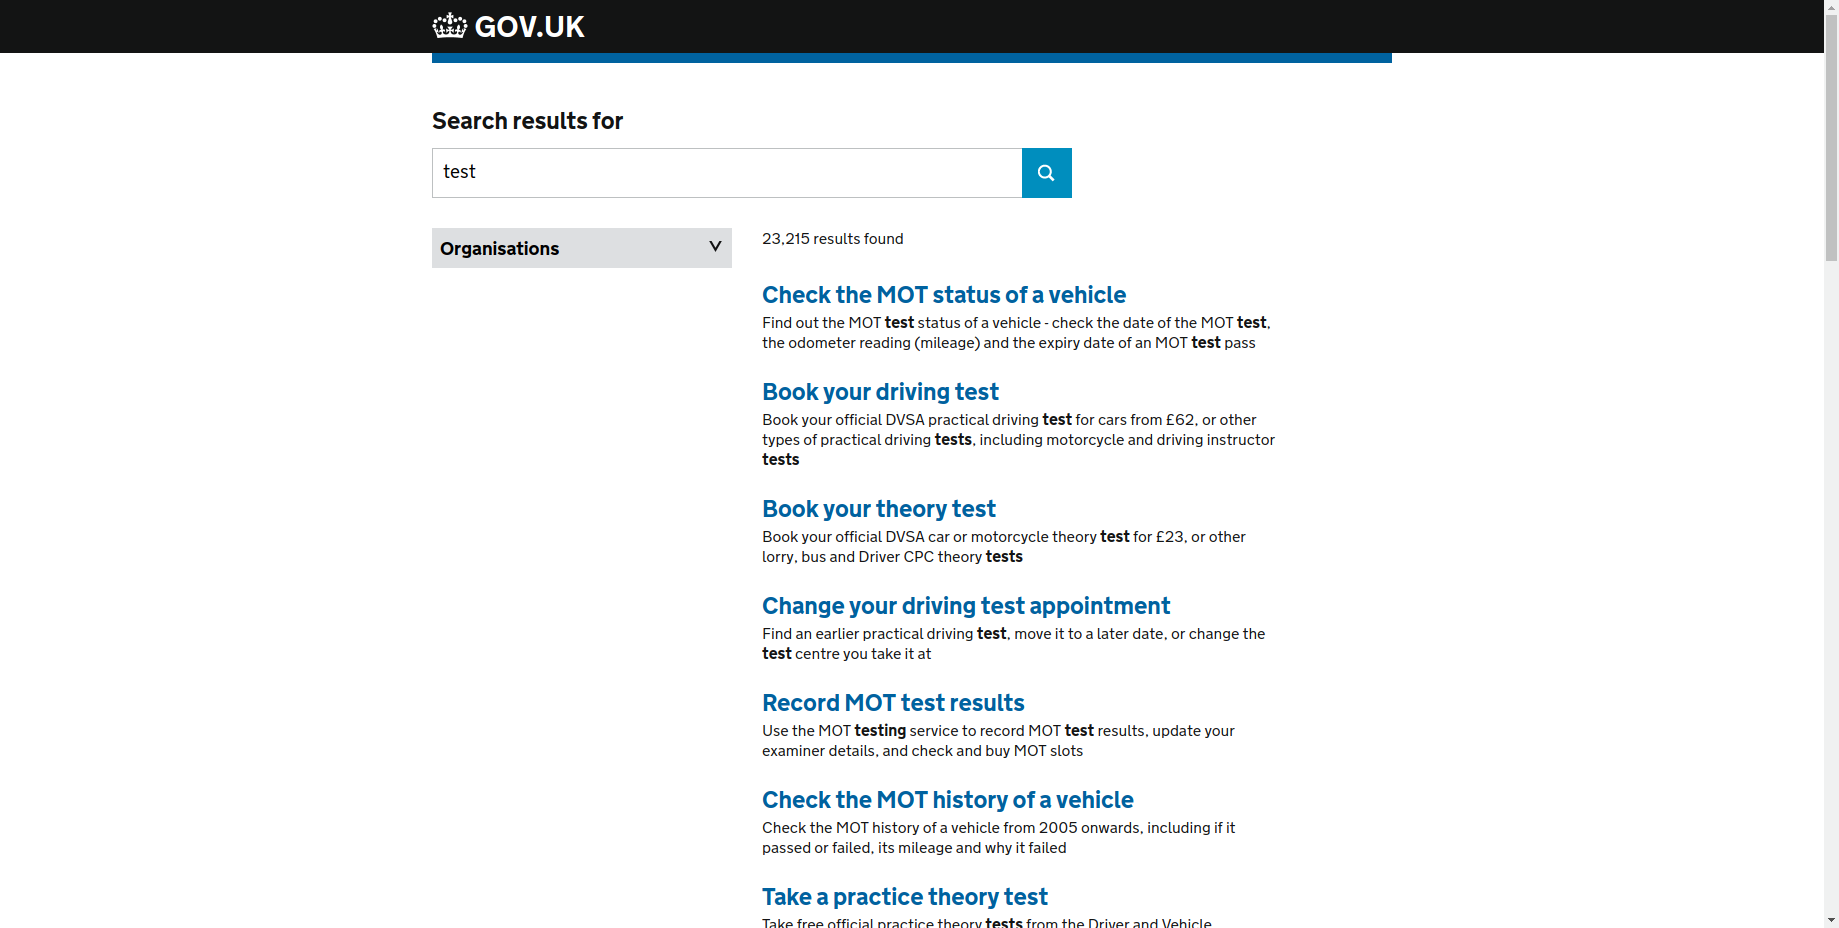 GOV.UK
Search results for
test
Organisations
23,215 results found
Check the MOT status of a vehicle
Find out the MOT test status of a vehicle - check the date of the MOT test,
the odometer reading (mileage) and the expiry date of an MOT test pass
Book your driving test
Book your official DVSA practical driving test for cars from £62, or other
types of practical driving tests, including motorcycle and driving instructor
tests
Book your theory test
Book your official DVSA car or motorcycle theory test for £23, or other
lorry, bus and Driver CPC theory tests
Change your driving test appointment
Find an earlier practical driving test, move it to a later date, or change the
test centre you take it at
Record MOT test results
Use the MOT testing service to record MOT test results, update your
examiner details, and check and buy MOT slots
Check the MOT history of a vehicle
Check the MOT history of a vehicle from 2005 onwards, including if it
passed or failed, its mileage and why it failed
Take a practice theory test
Take free official practice theory tests from the Driver and Vehicle